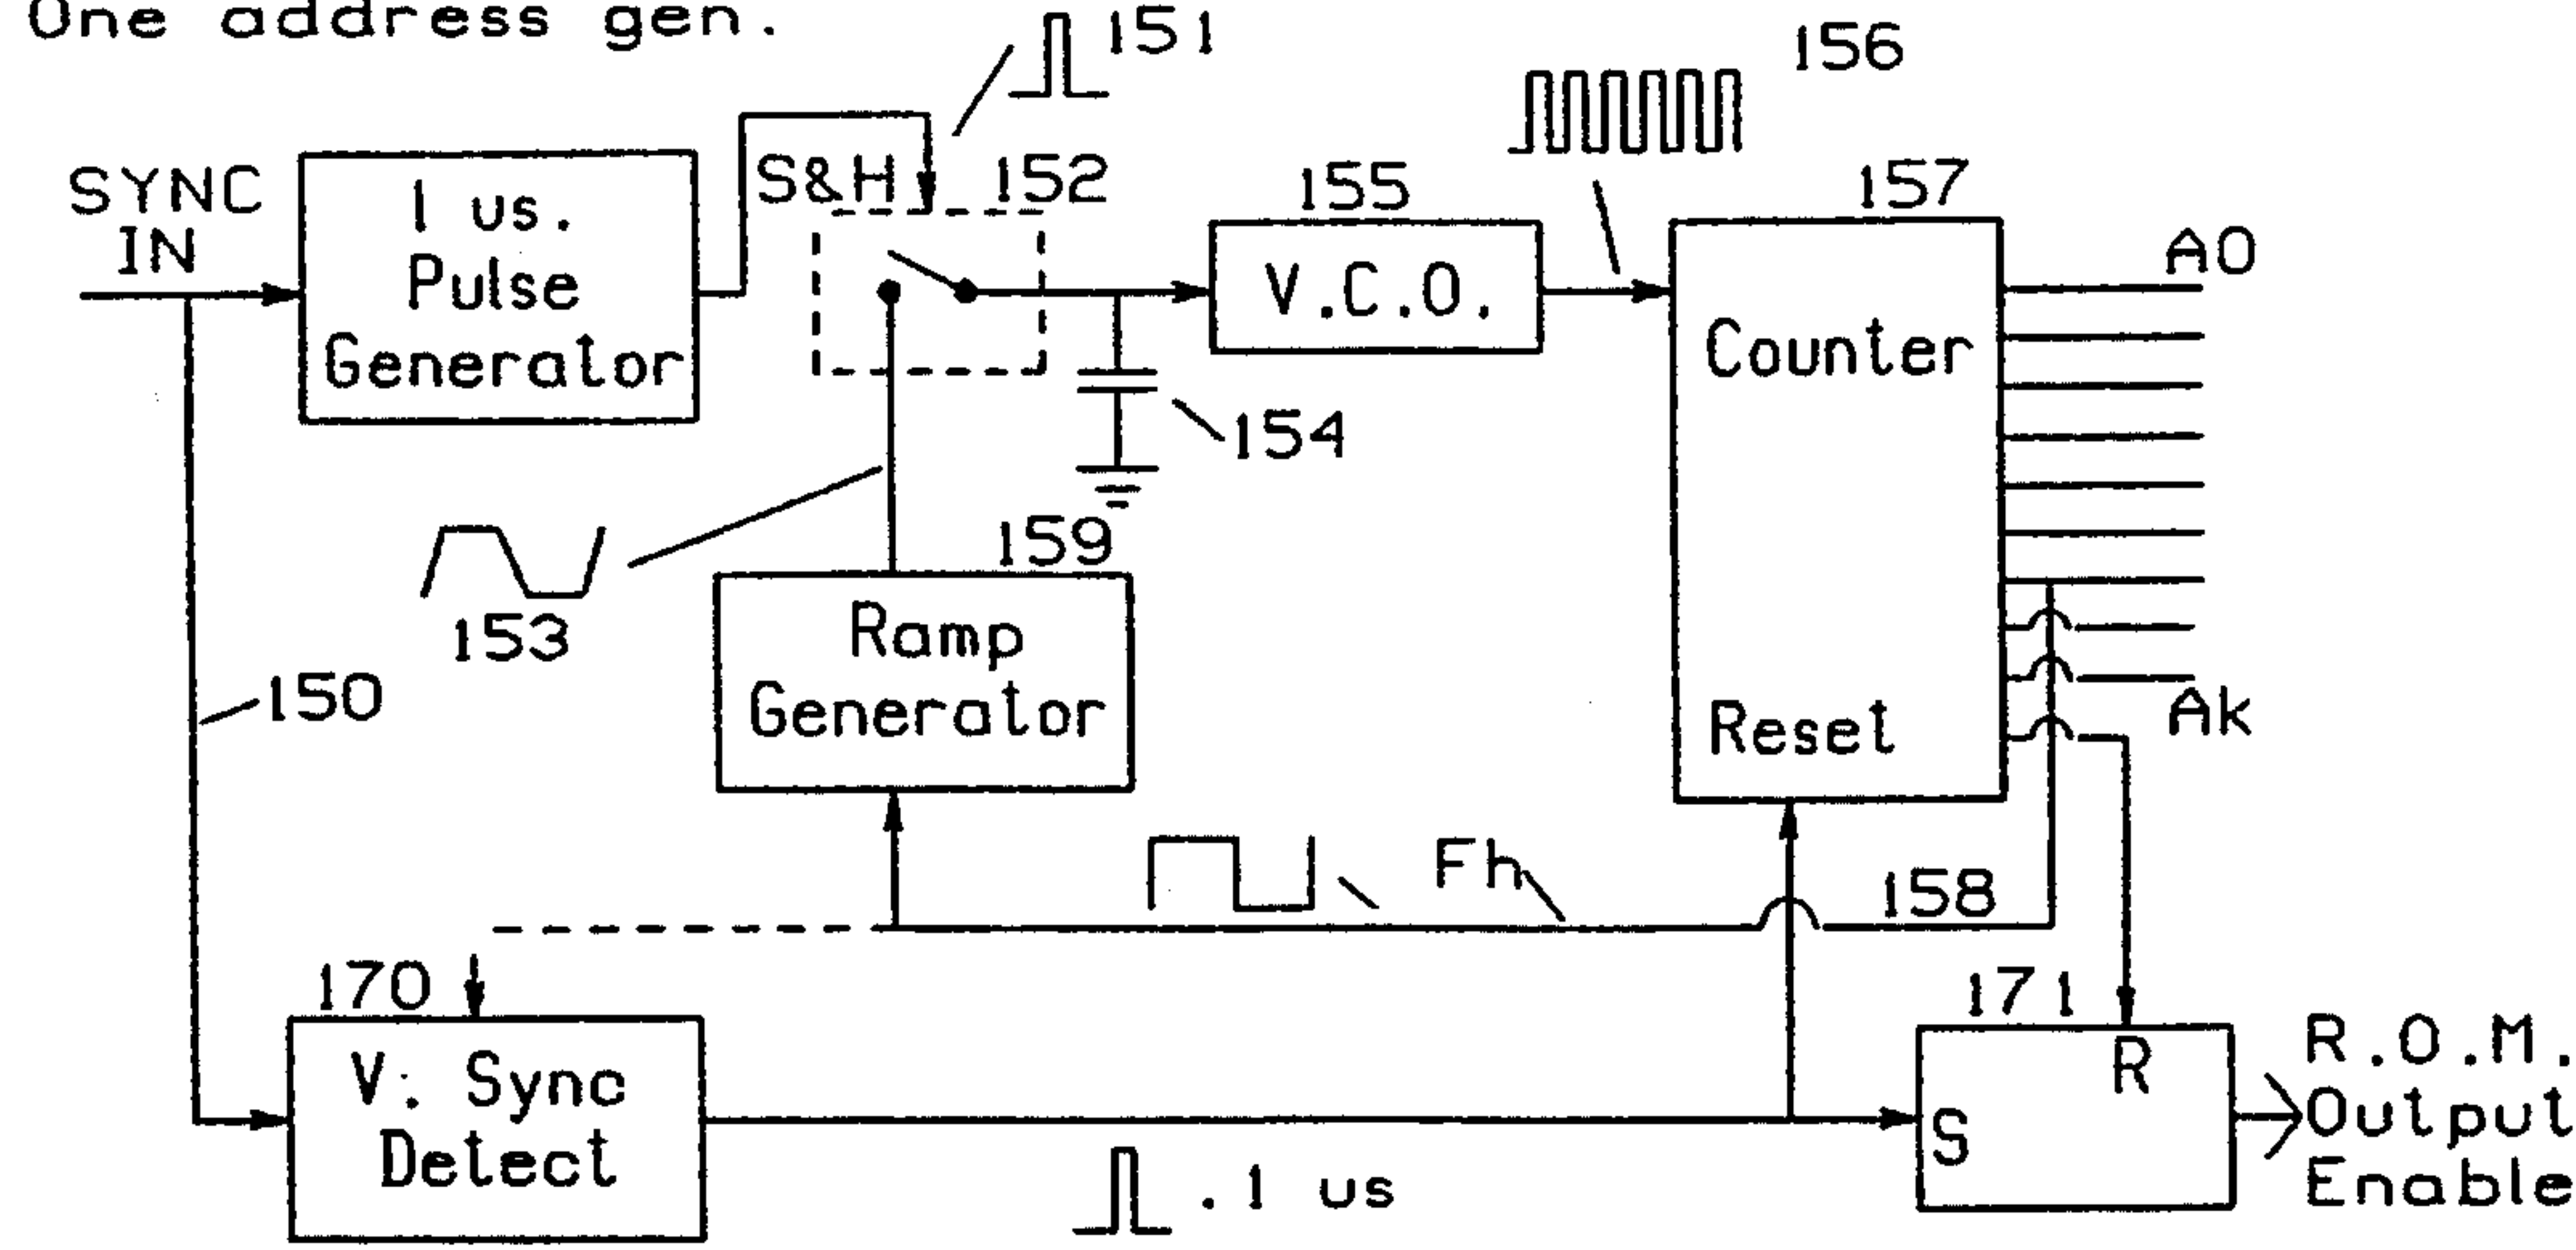 One address gen.
151
156
SYNC
IN
1 us.
Pulse
Generator
S&H
152
155
V.C.O.
157
Counter
Reset
A0
Ak
154
153
159
Ramp
Generator
150
Fh
158
170
V. Sync
Detect
.1 us
171
S
R
R.O.M.
Output
Enable